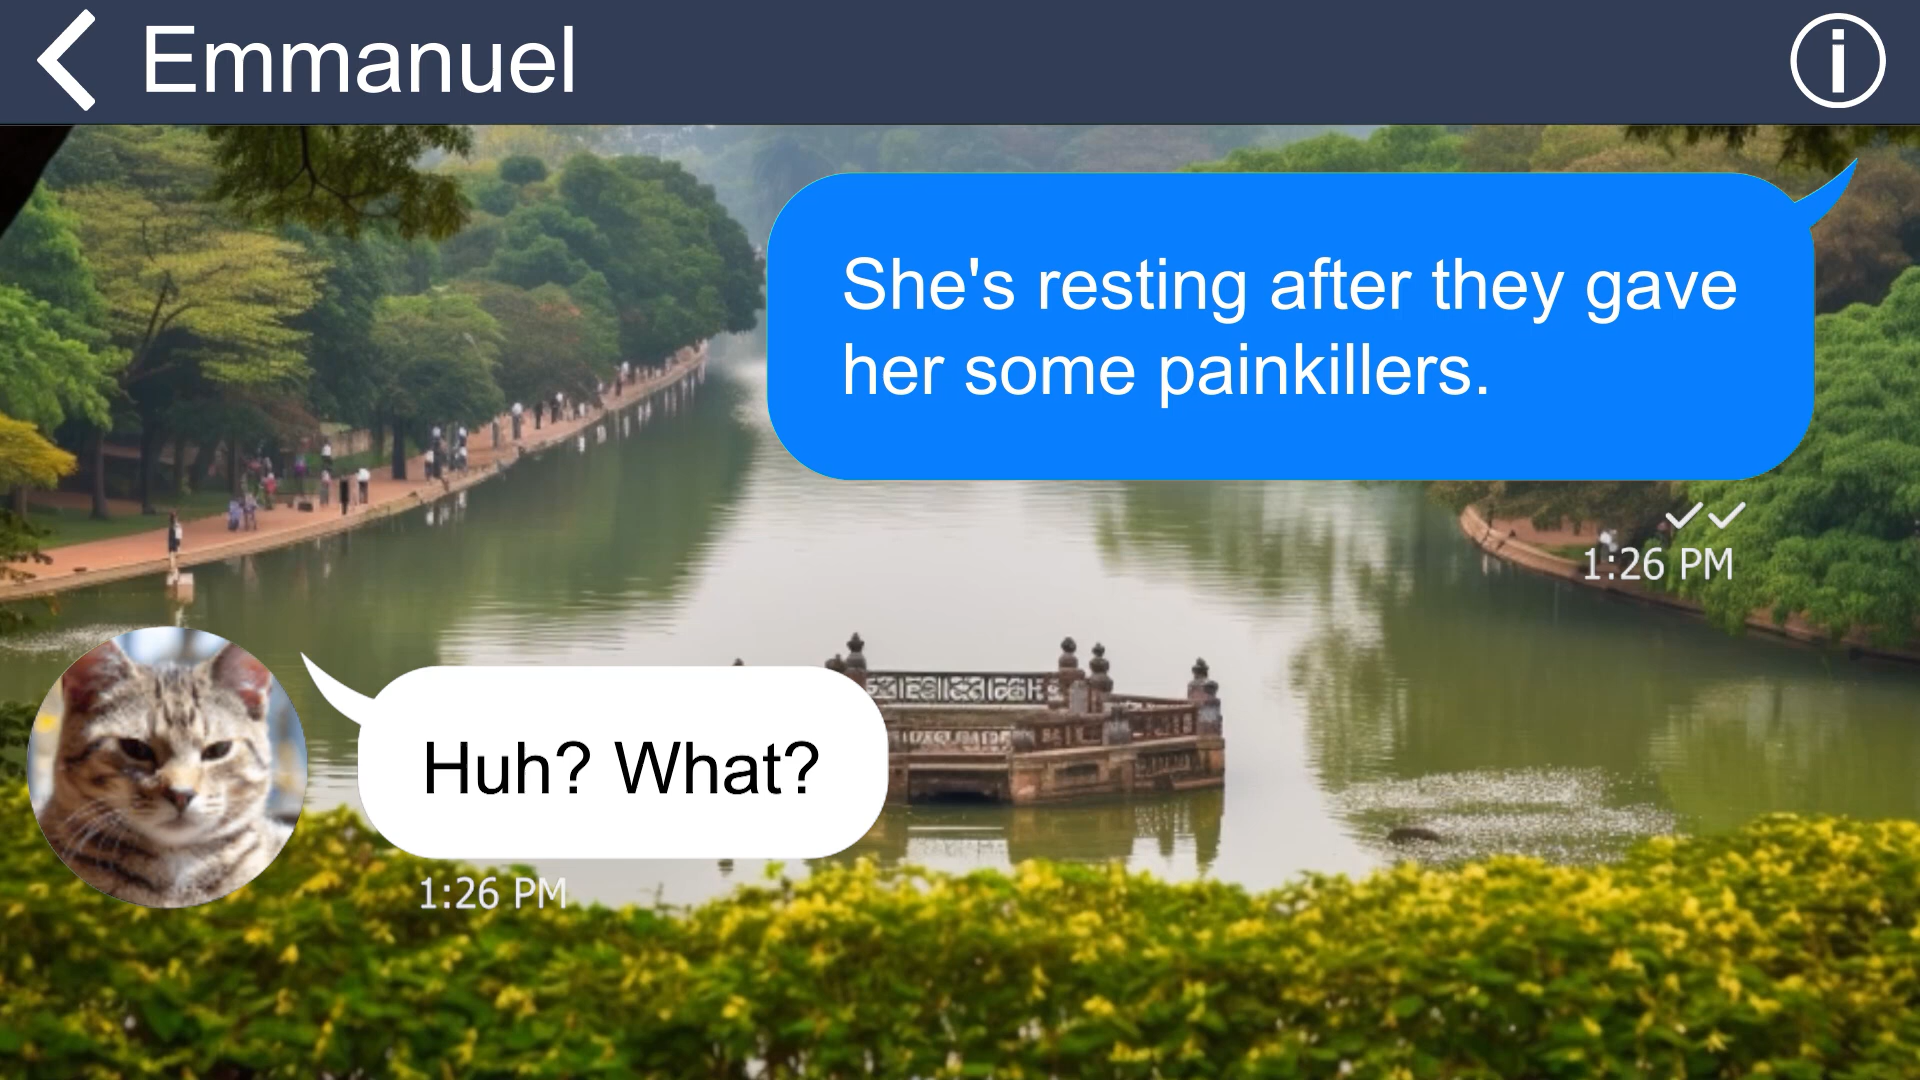 Emmanuel
She's resting after they gave
her some painkillers.
1:26 PM
Huh? What?
1:26 PM